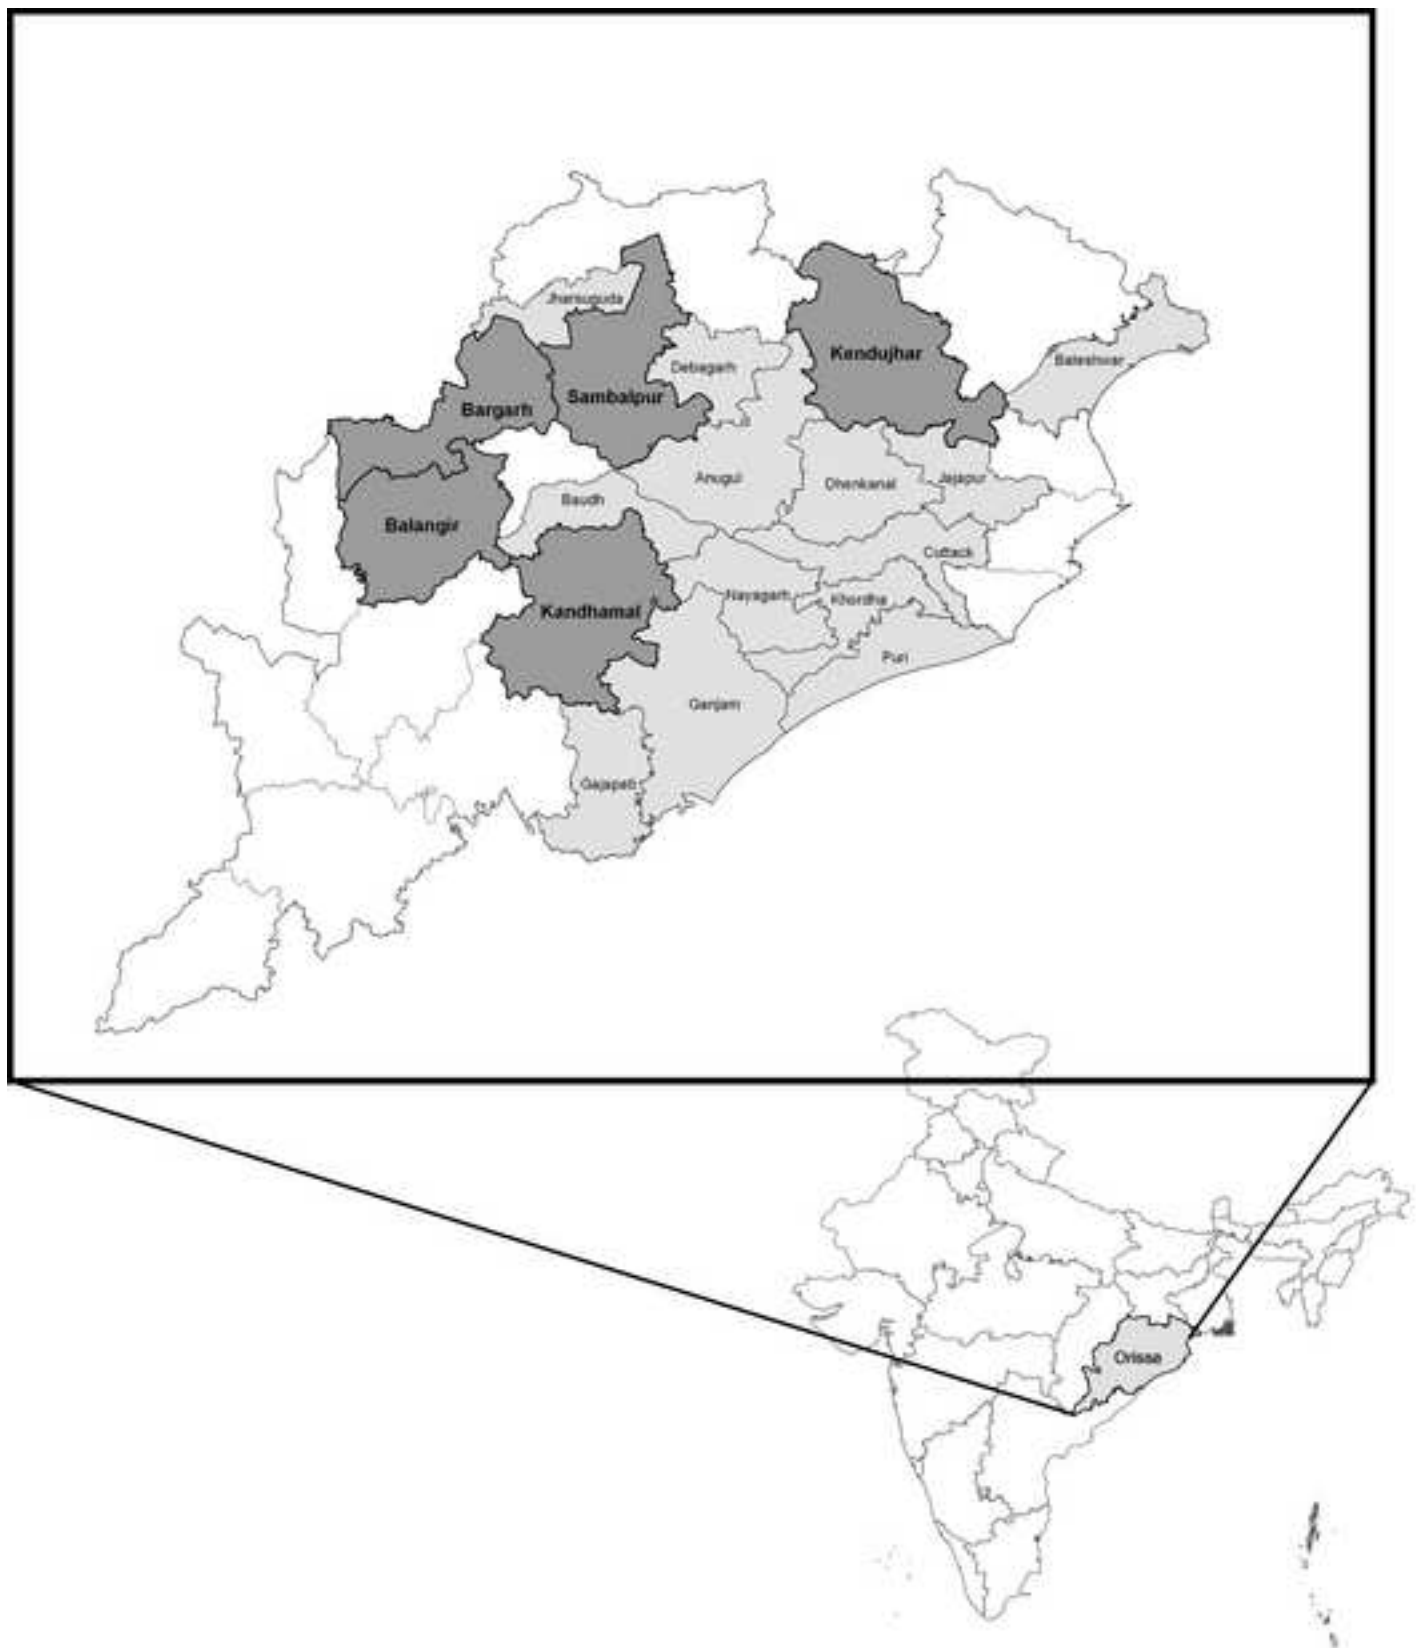 Jharsuguda
Kendujhar
Baleshwar
Debagarh
Sambalpur
Bargarh
Anugul
Dhenkanal
Jajapur
Baudh
Balangir
Cuttack
Nayagarh
Khordha
Kandhamal
Puri
Ganjam
Gajapati
Orissa